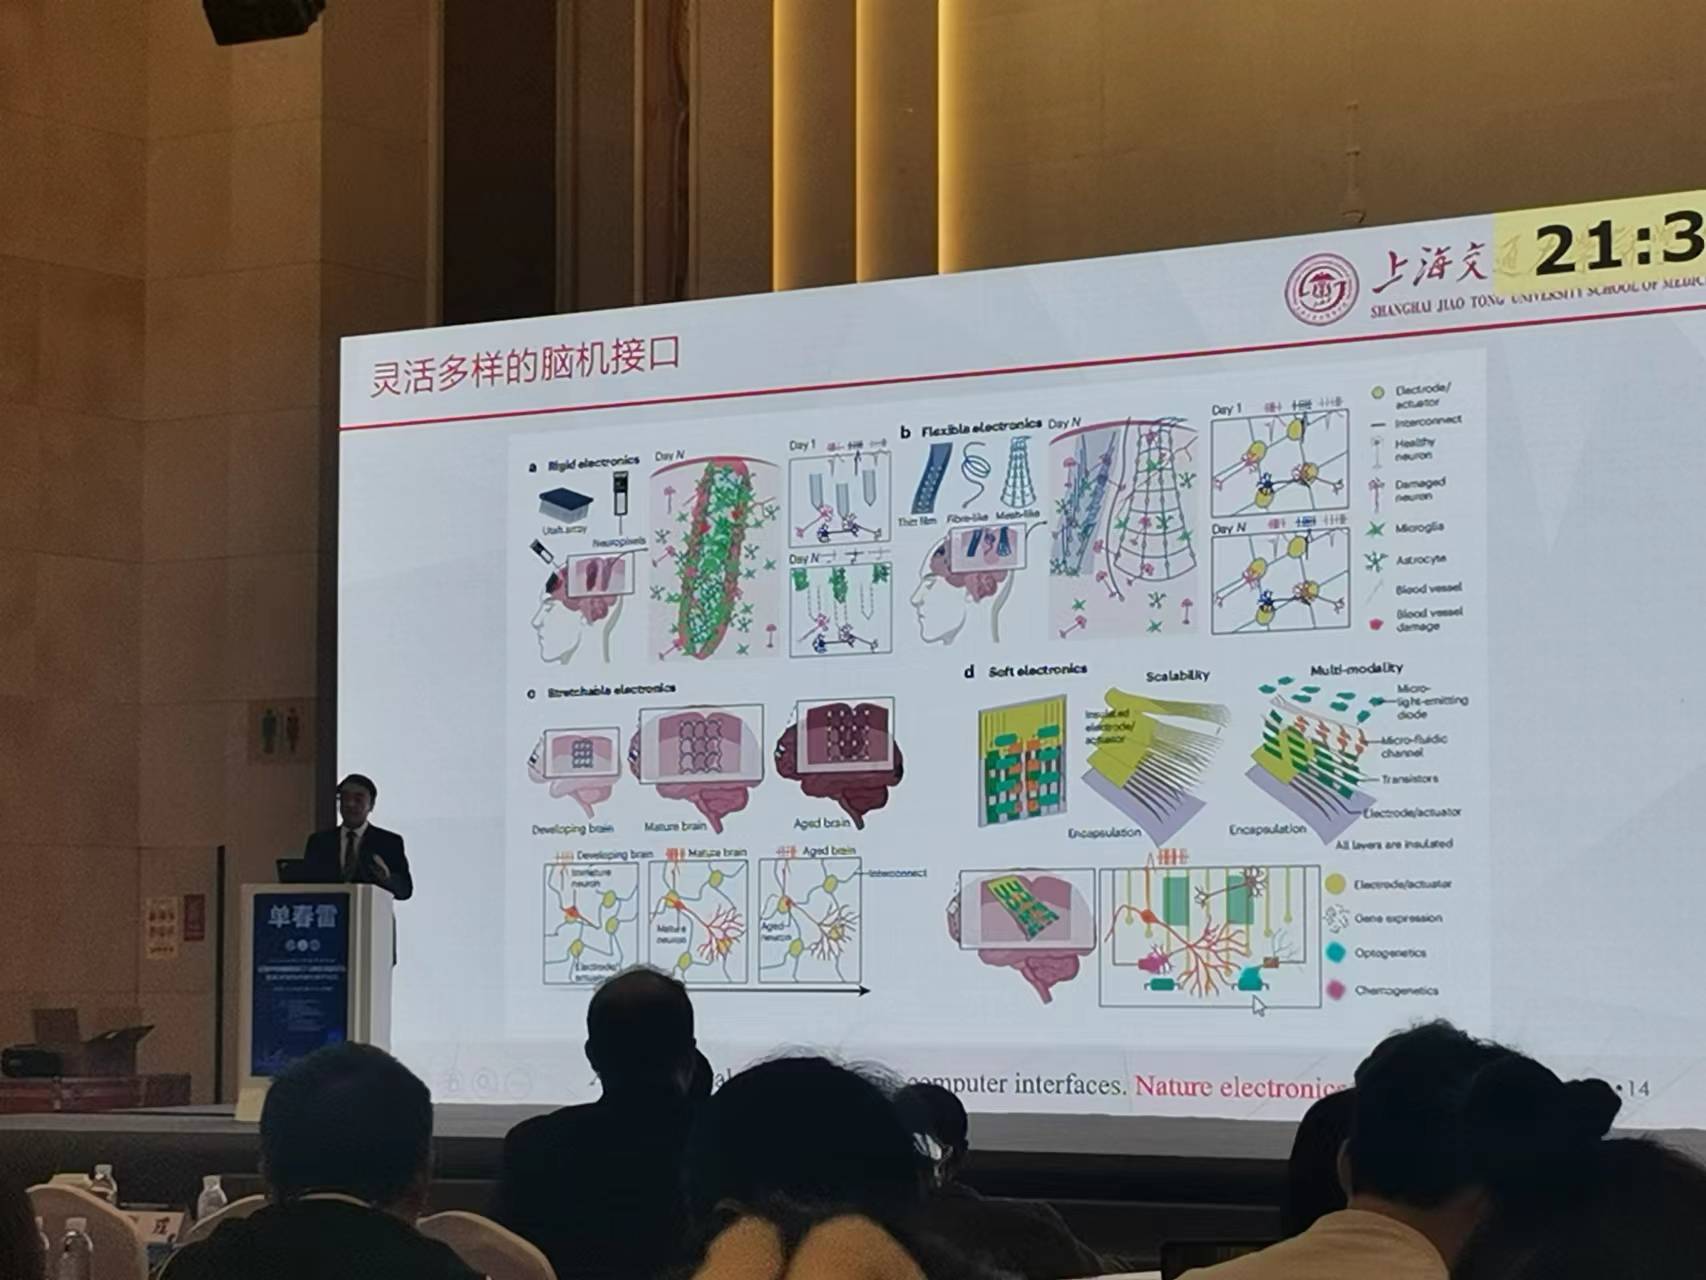 21:3
上海交
SHANGHAI JIAO TONG UNIVERSITY SCHOOL OF MEDIC
灵活多样的脑机接口
a Rigid electronics
Day N
Day 1
Utah array
Neuropixels
Day N
b Flexible electronics
Day N
Day 1
Thin film
Fibre-like
Mesh-like
Day N
Electrode/
actuator
Interconnect
Healthy
neuron
Damaged
neuron
Microglia
Astrocyte
Blood vessel
Blood vessel
damage
c Stretchable electronics
Developing brain
Mature brain
Aged brain
Developing brain
Mature brain
Aged brain
Immature
neuron
Mature
neuron
Aged
neuron
Interconnect
Electrode/
d Soft electronics
Scalability
Multi-modality
Insulated
electrode/
actuator
Micro-
light-emitting
diode
Micro-fluidic
channel
Transistors
Electrode/actuator
Encapsulation
Encapsulation
All layers are insulated
Electrode/actuator
Gene expression
Optogenetics
Chemogenetics
computer interfaces. Nature electronic
14
单春雷